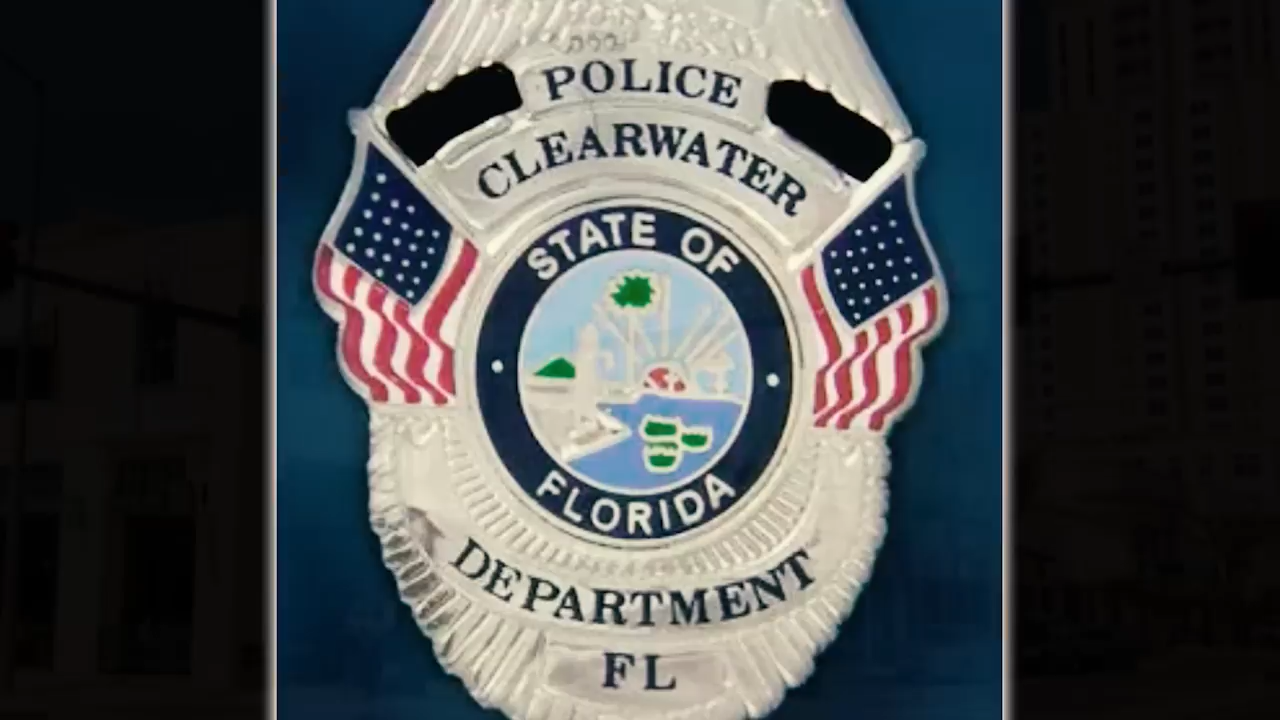 POLICE
CLEARWATER
STATE OF
FLORIDA
DEPARTMENT
FL